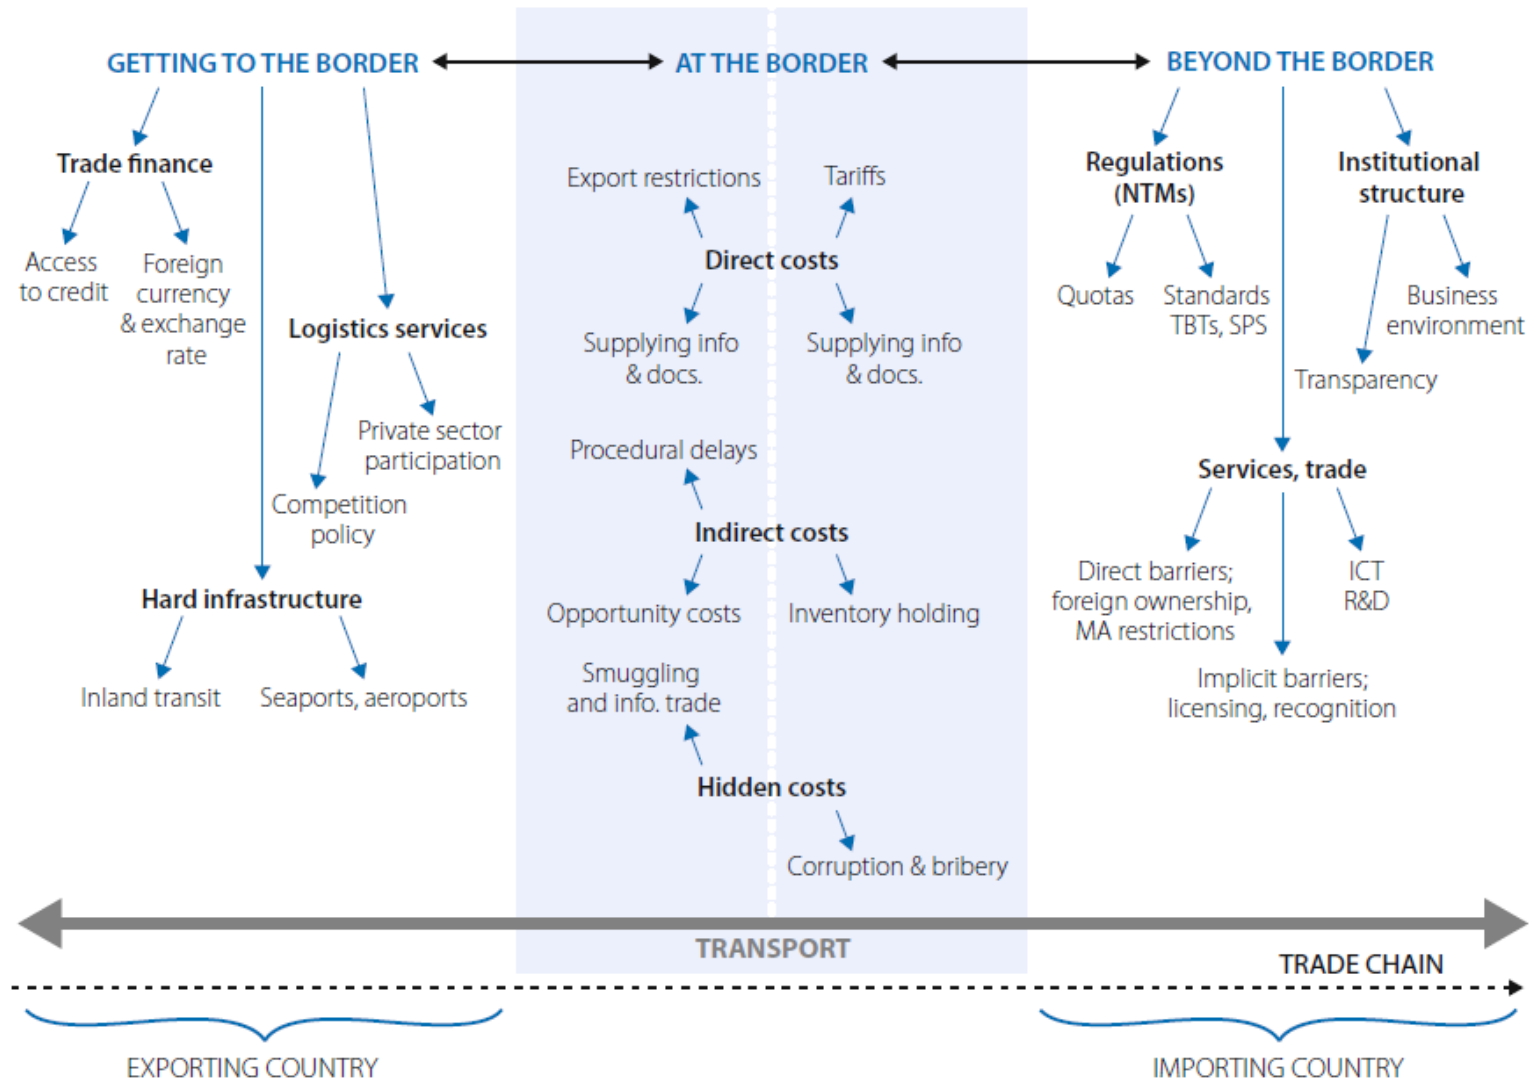 GETTING TO THE BORDER
AT THE BORDER
BEYOND THE BORDER
Trade finance
Access
to credit
Foreign
currency
& exchange
rate
Logistics services
Private sector
participation
Competition
policy
Hard infrastructure
Inland transit
Seaports, aeroports
Export restrictions
Tariffs
Direct costs
Supplying info
& docs.
Supplying info
& docs.
Procedural delays
Indirect costs
Opportunity costs
Inventory holding
Smuggling
and info. trade
Hidden costs
Corruption & bribery
Regulations
(NTMs)
Quotas
Standards
TBTs, SPS
Institutional
structure
Business
environment
Transparency
Services, trade
Direct barriers;
foreign ownership,
MA restrictions
ICT
R&D
Implicit barriers;
licensing, recognition
TRANSPORT
TRADE CHAIN
EXPORTING COUNTRY
IMPORTING COUNTRY